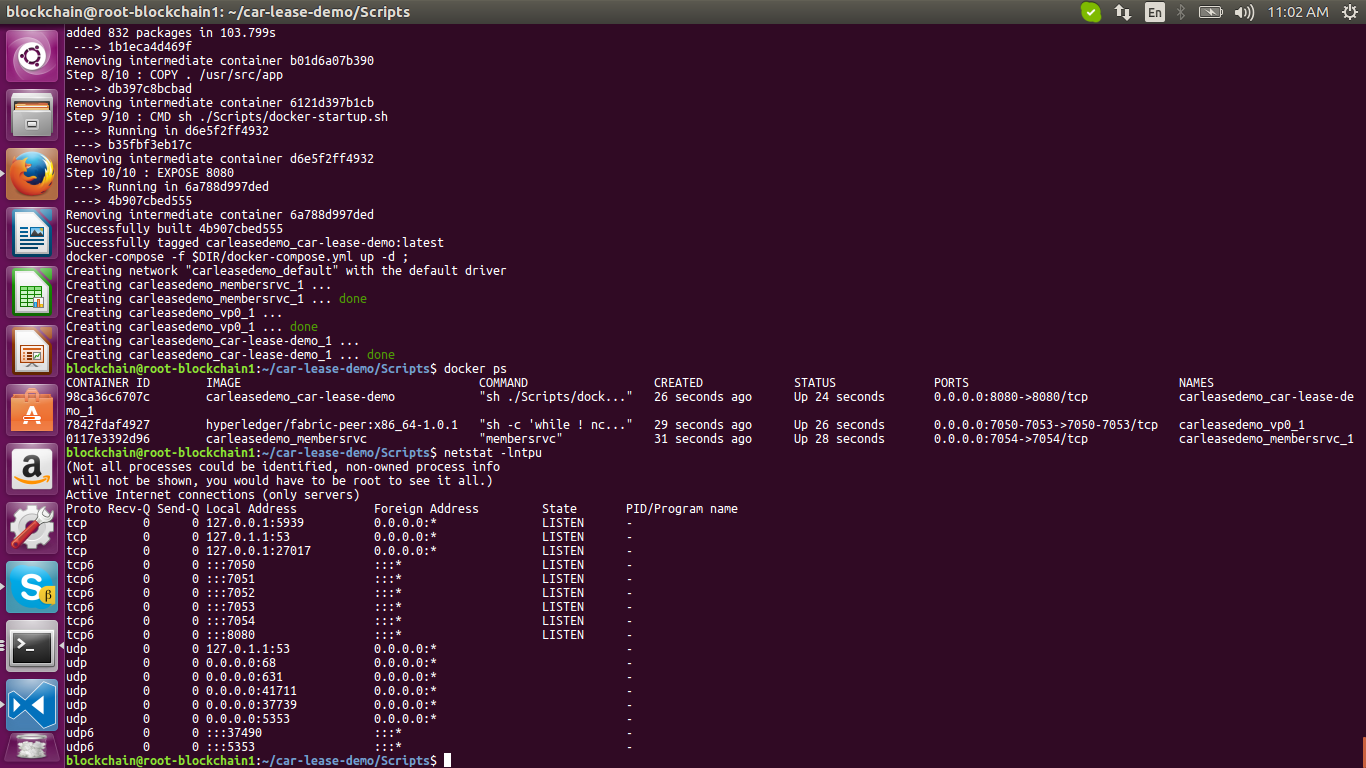 blockchain@root-blockchain1: ~/car-lease-demo/Scripts
En
11:02 AM
added 832 packages in 103.799s
---> 1b1eca4d469f
Removing intermediate container b01d6a07b390
Step 8/10 : COPY . /usr/src/app
---> db397c8bcbad
Removing intermediate container 6121d397b1cb
Step 9/10 : CMD sh ./Scripts/docker-startup.sh
---> Running in d6e5f2ff4932
---> b35fbf3eb17c
Removing intermediate container d6e5f2ff4932
Step 10/10 : EXPOSE 8080
---> Running in 6a788d997ded
---> 4b907cbed555
Removing intermediate container 6a788d997ded
Successfully built 4b907cbed555
Successfully tagged carleasedemo_car-lease-demo:latest
docker-compose -f $DIR/docker-compose.yml up -d ;
Creating network "carleasedemo_default" with the default driver
Creating carleasedemo_membersrvc_1 ...
Creating carleasedemo_membersrvc_1 ... done
Creating carleasedemo_vp0_1 ...
Creating carleasedemo_vp0_1 ... done
Creating carleasedemo_car-lease-demo_1 ...
Creating carleasedemo_car-lease-demo_1 ... done
blockchain@root-blockchain1:~/car-lease-demo/Scripts$ docker ps
CONTAINER ID IMAGE COMMAND CREATED STATUS PORTS NAMES
98ca36c6707c carleasedemo_car-lease-demo "sh ./Scripts/dock..." 26 seconds ago Up 24 seconds 0.0.0.0:8080->8080/tcp carleasedemo_car-lease-de
mo_1
7842fdaf4927 hyperledger/fabric-peer:x86_64-1.0.1 "sh -c 'while ! nc..." 29 seconds ago Up 26 seconds 0.0.0.0:7050-7053->7050-7053/tcp carleasedemo_vp0_1
0117e3392d96 carleasedemo_membersrvc "membersrvc" 31 seconds ago Up 28 seconds 0.0.0.0:7054->7054/tcp carleasedemo_membersrvc_1
blockchain@root-blockchain1:~/car-lease-demo/Scripts$ netstat -lntpu
(Not all processes could be identified, non-owned process info
will not be shown, you would have to be root to see it all.)
Active Internet connections (only servers)
Proto Recv-Q Send-Q Local Address Foreign Address State PID/Program name
tcp 0 0 127.0.0.1:5939 0.0.0.0:* LISTEN -
tcp 0 0 127.0.1.1:53 0.0.0.0:* LISTEN -
tcp 0 0 127.0.0.1:27017 0.0.0.0:* LISTEN -
tcp6 0 0 :::7050 :::* LISTEN -
tcp6 0 0 :::7051 :::* LISTEN -
tcp6 0 0 :::7052 :::* LISTEN -
tcp6 0 0 :::7053 :::* LISTEN -
tcp6 0 0 :::7054 :::* LISTEN -
tcp6 0 0 :::8080 :::* LISTEN -
udp 0 0 127.0.1.1:53 0.0.0.0:* -
udp 0 0 0.0.0.0:68 0.0.0.0:* -
udp 0 0 0.0.0.0:631 0.0.0.0:* -
udp 0 0 0.0.0.0:41711 0.0.0.0:* -
udp 0 0 0.0.0.0:37739 0.0.0.0:* -
udp 0 0 0.0.0.0:5353 0.0.0.0:* -
udp6 0 0 :::37490 :::* -
udp6 0 0 :::5353 :::* -
blockchain@root-blockchain1:~/car-lease-demo/Scripts$